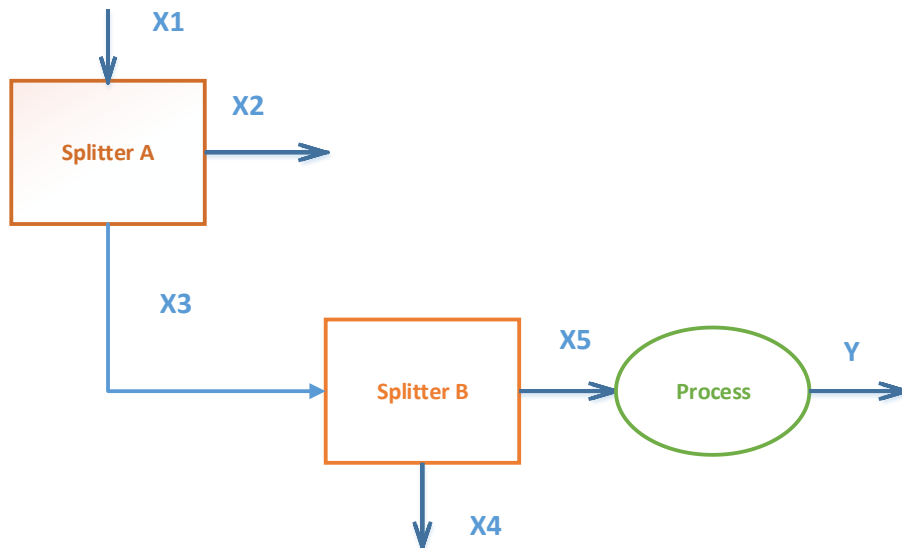 X1
X2
Splitter A
X3
X5
Y
Splitter B
Process
X4